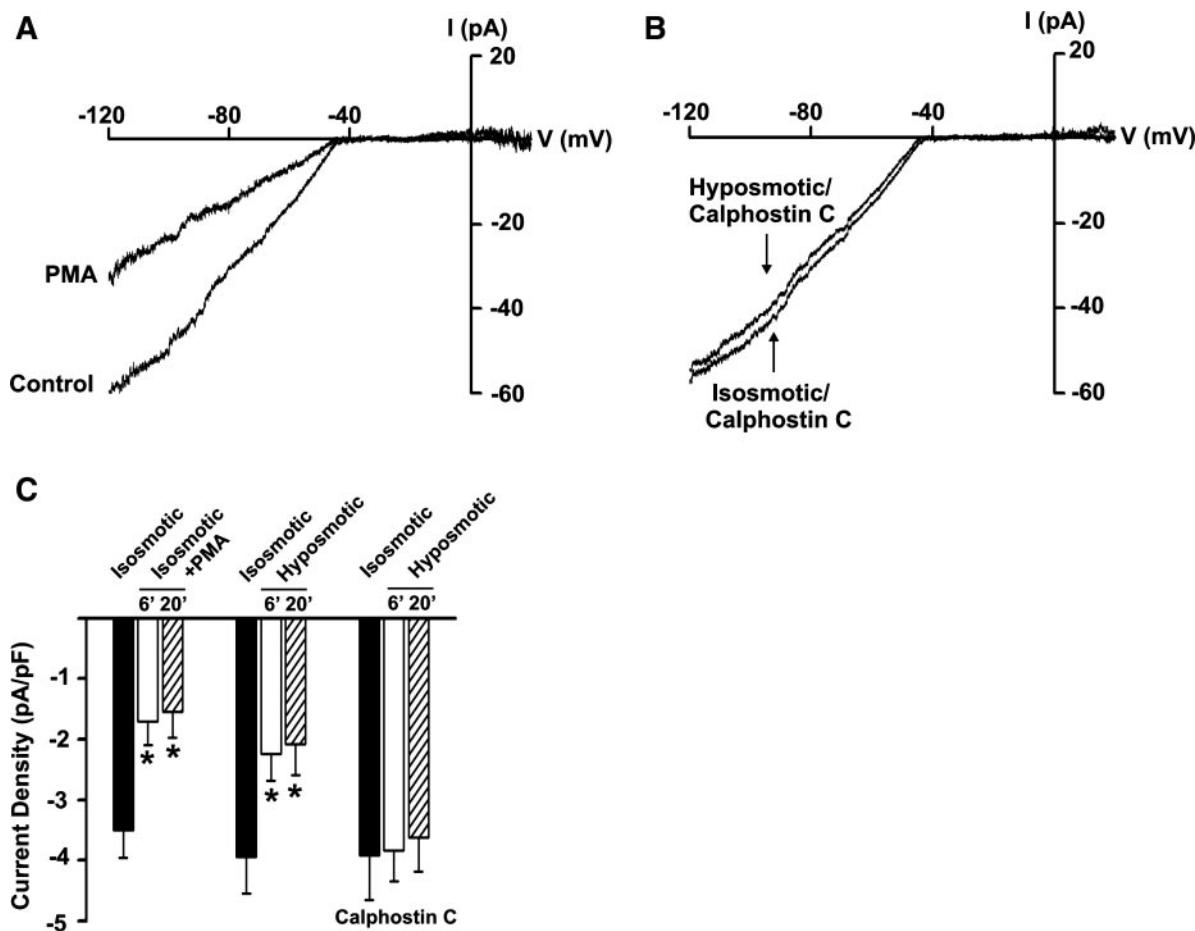 A
I (pA)
20
-120
-80
-40
V (mV)
-20
PMA
-40
Control
-60
B
I (pA)
20
-120
-80
-40
V (mV)
Hyposmotic/
Calphostin C
-20
-40
Isosmotic/
Calphostin C
-60
C
Isosmotic
Isosmotic
+PMA
6' 20'
Isosmotic
Hyposmotic
6' 20'
Isosmotic
Hyposmotic
6' 20'
Current Density (pA/pF)
-1
-2
-3
-4
-5
* *
* *
Calphostin C